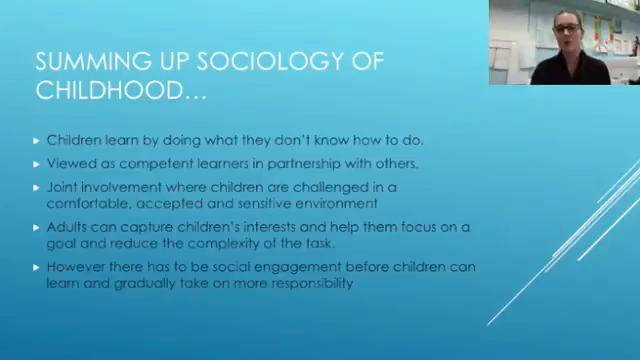 SUMMING UP SOCIOLOGY OF
CHILDHOOD...
Children learn by doing what they don't know how to do.
Viewed as competent learners in partnership with others.
Joint involvement where children are challenged in a
comfortable, accepted and sensitive environment
Adults can capture children's interests and help them focus on a
goal and reduce the complexity of the task.
However there has to be social engagement before children can
learn and gradually take on more responsibility